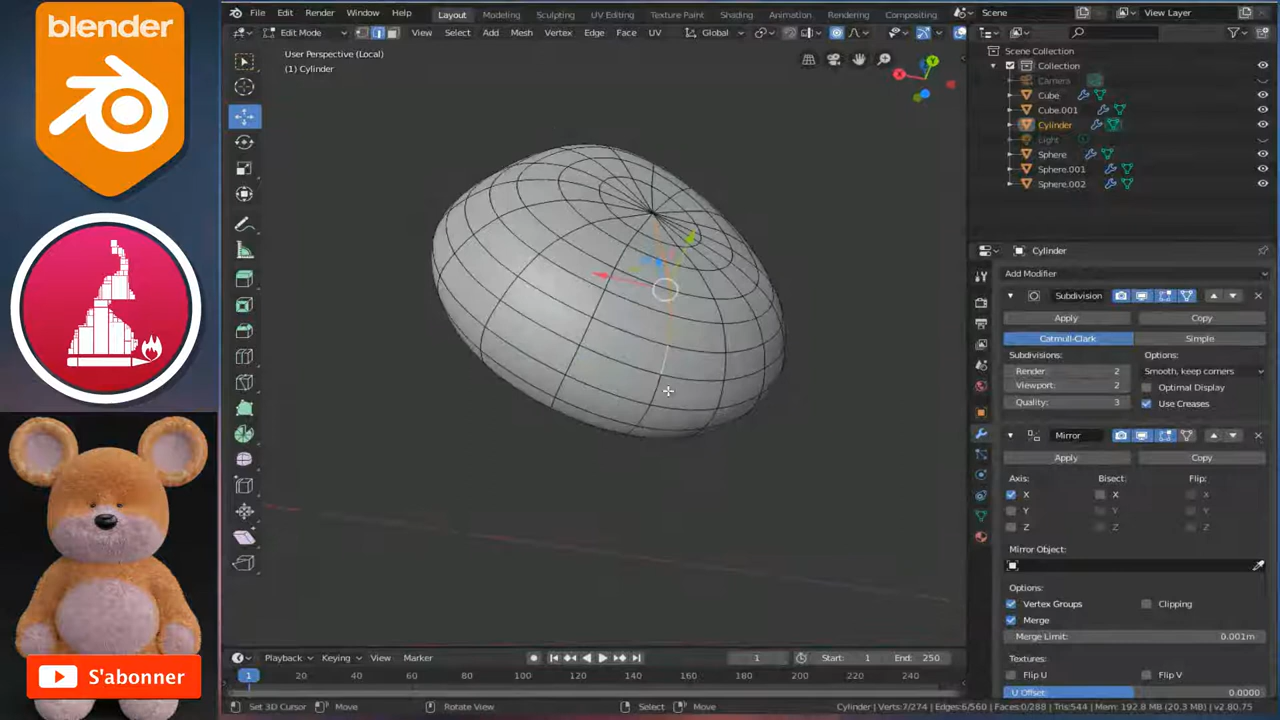 blender
S'abonner
File Edit Render Window Help
Layout Modeling Sculpting UV Editing Texture Paint Shading Animation Rendering Compositing
Scene
View Layer
Edit Mode
View Select Add Mesh Vertex Edge Face UV
Global
User Perspective (Local)
(1) Cylinder
X
Y
Scene Collection
Collection
Camera
Cube
Cube.001
Cylinder
Light
Sphere
Sphere.001
Sphere.002
Cylinder
Add Modifier
Subdivision
Apply Copy
Catmull-Clark Simple
Subdivisions: Options:
Render: 2 Smooth, keep corners
Viewport: 2 Optimal Display
Quality: 3 Use Creases
Mirror
Apply Copy
Axis: Bisect: Flip:
X X X
Y Y Y
Z Z Z
Mirror Object:
Options:
Vertex Groups Clipping
Merge
Merge Limit: 0.001m
Textures:
Flip U Flip V
U Offset 0.0000
Playback Keying View Marker
1 Start: 1 End: 250
1 20 40 60 80 100 120 140 160 180 200 220 240
Set 3D Cursor Move Rotate View Select Move
Cylinder | Verts:7/274 | Edges:6/560 | Faces:0/288 | Tris:544 | Mem: 192.8 MB (20.3 MB) | v2.80.75